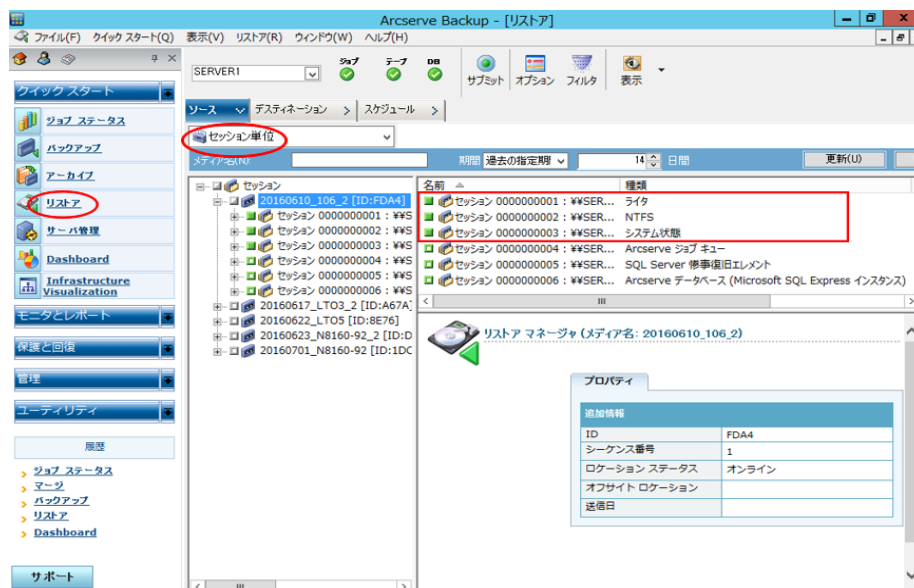 Arcserve Backup - [リストア]
ファイル(F) クイック スタート(Q) 表示(V) リストア(R) ウィンドウ(W) ヘルプ(H)
SERVER1
ジョブ テープ DB
サブミット オプション フィルタ 表示
クイック スタート
ジョブ ステータス
バックアップ
アーカイブ
リストア
サーバ管理
Dashboard
Infrastructure
Visualization
モニタとレポート
保護と回復
管理
ユーティリティ
履歴
ジョブ ステータス
マージ
バックアップ
リストア
Dashboard
サポート
ソース デスティネーション > スケジュール >
セッション単位
メディア名(N) 期間 過去の指定期 14 日間 更新(U)
セッション
20160610_106_2 [ID:FDA4]
セッション 0000000001 : ¥¥S
セッション 0000000002 : ¥¥S
セッション 0000000003 : ¥¥S
セッション 0000000004 : ¥¥S
セッション 0000000005 : ¥¥S
セッション 0000000006 : ¥¥S
20160617_LTO3_2 [ID:A67A]
20160622_LTO5 [ID:8E76]
20160623_N8160-92_2 [ID:D
20160701_N8160-92 [ID:1DC
名前 種類
セッション 0000000001 : ¥¥SER... ライタ
セッション 0000000002 : ¥¥SER... NTFS
セッション 0000000003 : ¥¥SER... システム状態
セッション 0000000004 : ¥¥SER... Arcserve ジョブ キュー
セッション 0000000005 : ¥¥SER... SQL Server 惨事復旧エレメント
セッション 0000000006 : ¥¥SER... Arcserve データベース (Microsoft SQL Express インスタンス)
リストア マネージャ (メディア名: 20160610_106_2)
プロパティ
追加情報
ID FDA4
シーケンス番号 1
ロケーション ステータス オンライン
オフサイト ロケーション
送信日